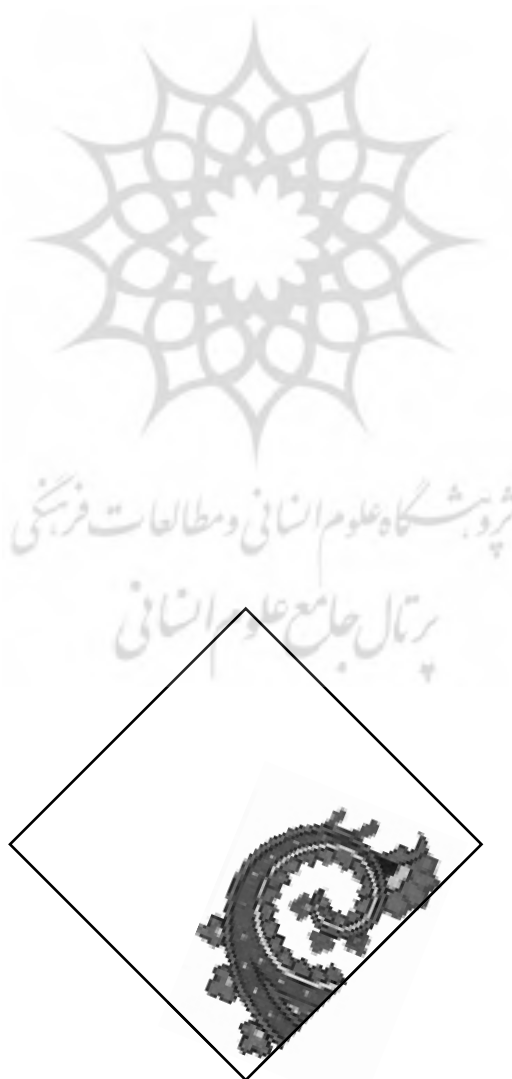 پژوهشگاه علوم انسانی و مطالعات فرهنگی
پرتال جامع علوم انسانی